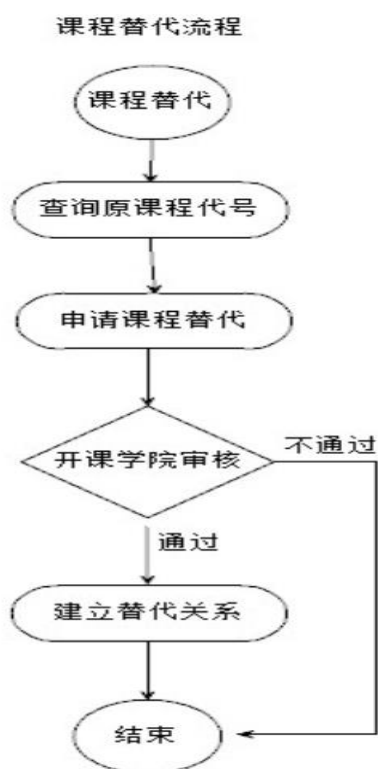 课程替代流程
课程替代
查询原课程代号
申请课程替代
开课学院审核
不通过
通过
建立替代关系
结束